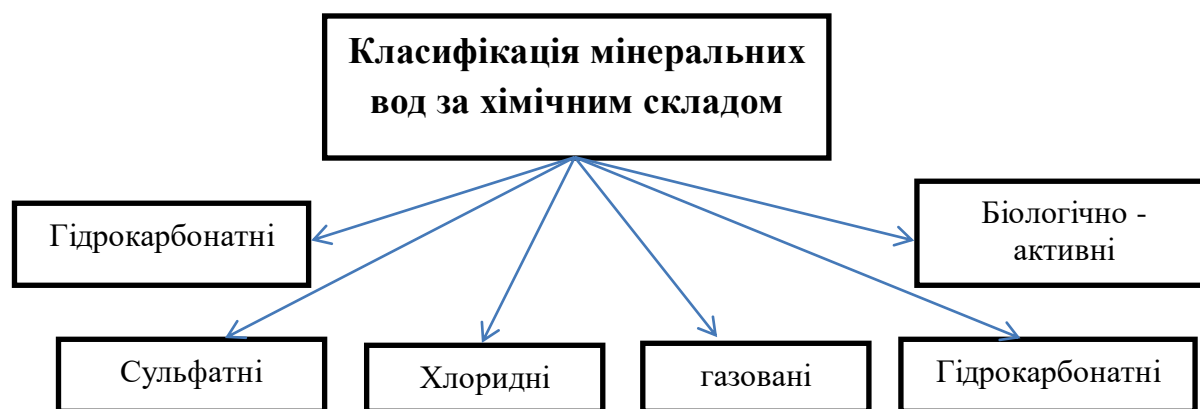 Класифікація мінеральних
вод за хімічним складом
Гідрокарбонатні
Біологічно -
активні
Сульфатні
Хлоридні
газовані
Гідрокарбонатні